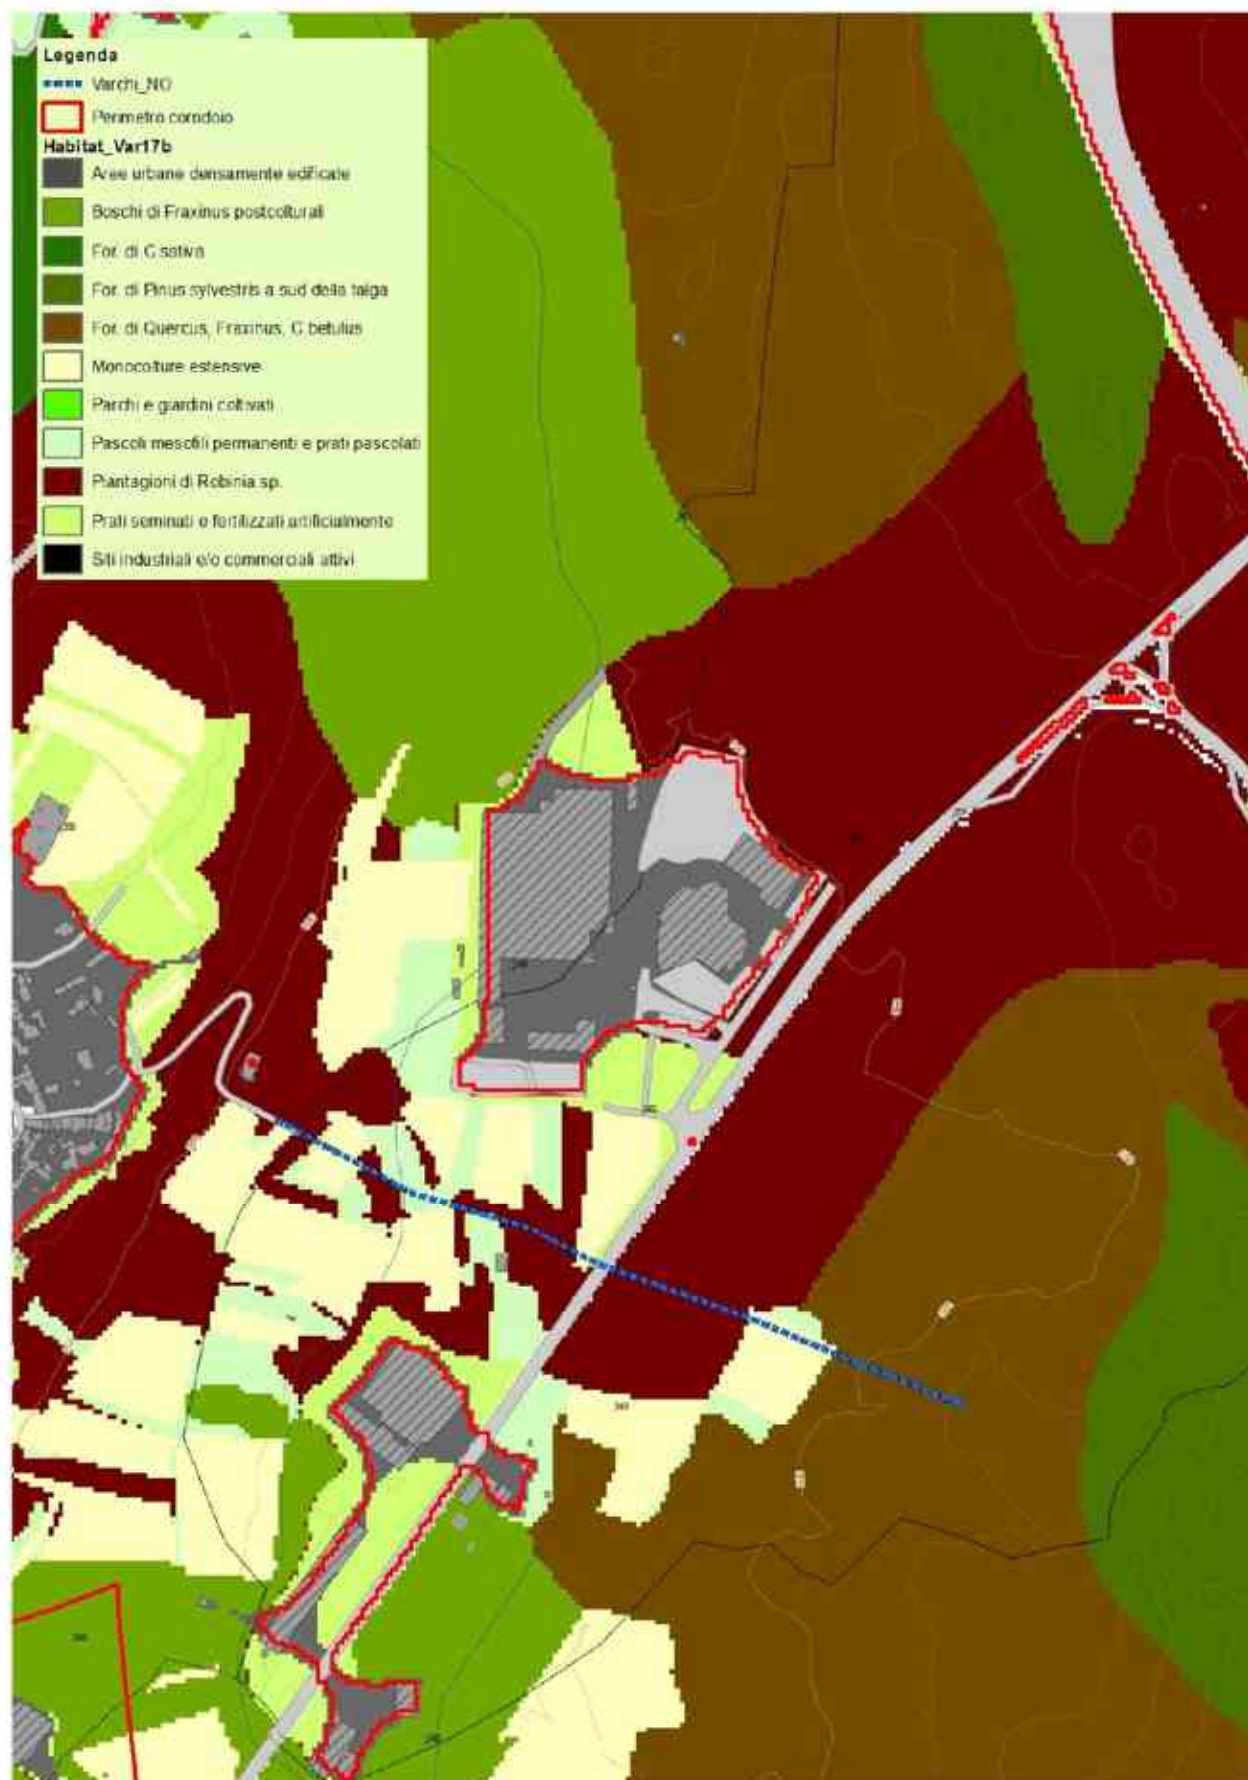 Legenda
Varchi_NO
Perimetro corodoio
Habitat_Var17b
Aree urbane densamente edificate
Boschi di Fraxinus postcolturali
For. di C sativa
For. di Pinus sylvestris a sud della taiga
For. di Quercus, Fraxinus, C betulus
Monocolture estensive
Parchi e giardini coltivati
Pascoli mesofili permanenti e prati pascolati
Piantagioni di Robinia sp.
Prati seminati e fertilizzati artificialmente
Siti industriali e/o commerciali attivi